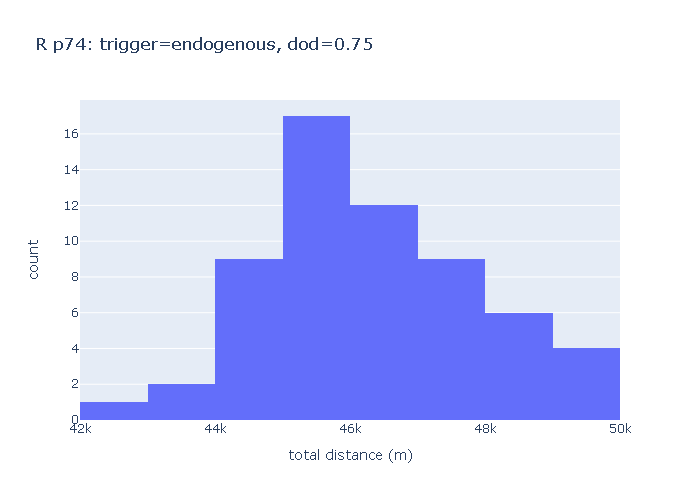 R p74: trigger=endogenous, dod=0.75
16
14
12
10
8
6
4
2
0
count
42k 44k 46k 48k 50k
total distance (m)